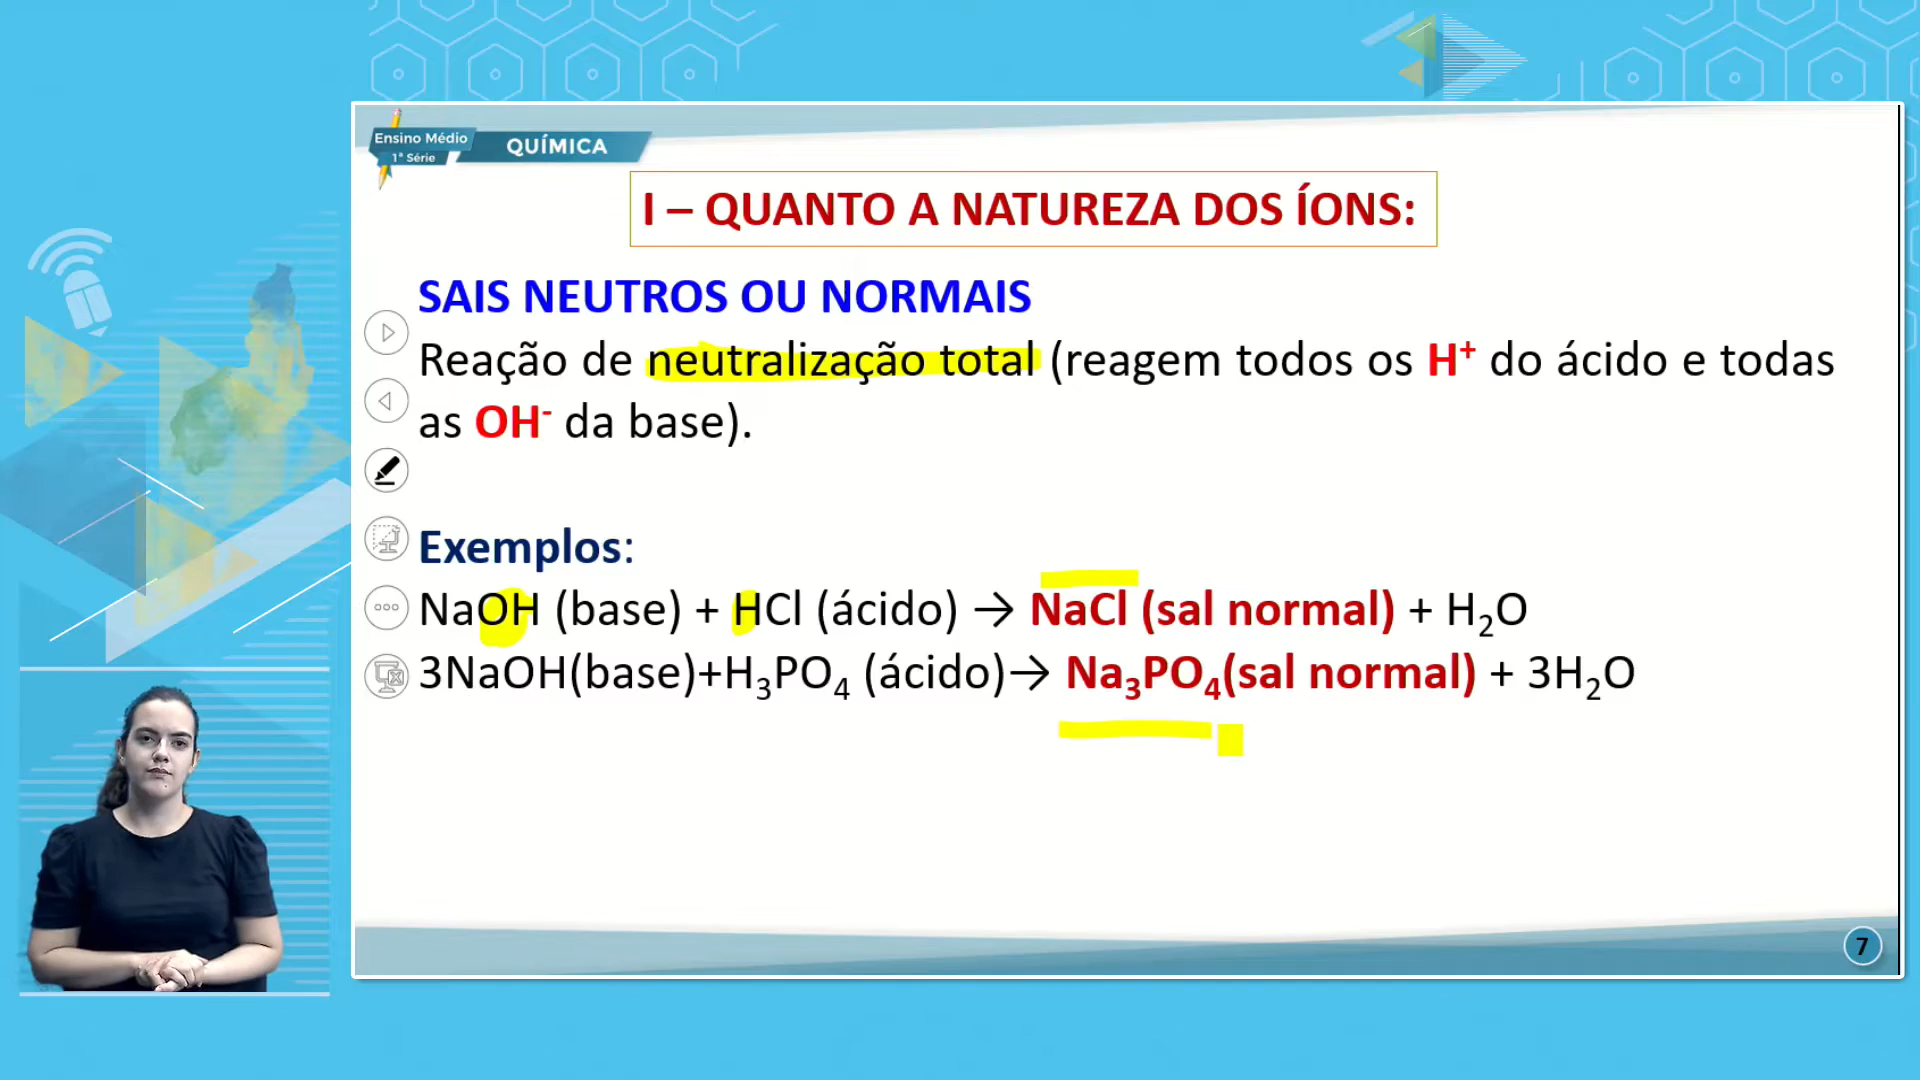 Ensino Médio
1ª Série
QUÍMICA
I – QUANTO A NATUREZA DOS ÍONS:
SAIS NEUTROS OU NORMAIS
Reação de neutralização total (reagem todos os H⁺ do ácido e todas
as OH⁻ da base).
Exemplos:
NaOH (base) + HCl (ácido) → NaCl (sal normal) + H₂O
3NaOH(base)+H₃PO₄ (ácido)→ Na₃PO₄(sal normal) + 3H₂O
7